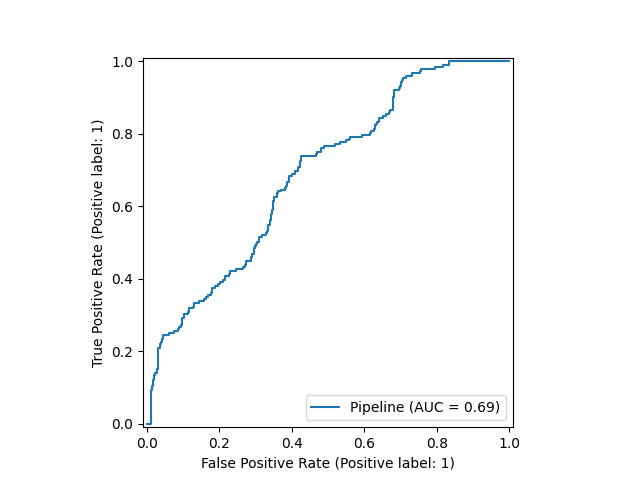 1.0
0.8
0.6
0.4
0.2
0.0
True Positive Rate (Positive label: 1)
Pipeline (AUC = 0.69)
0.0 0.2 0.4 0.6 0.8 1.0
False Positive Rate (Positive label: 1)